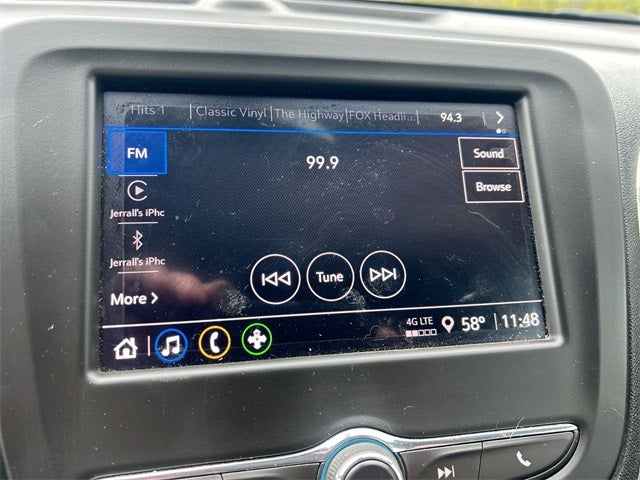 Hits 1 Classic Vinyl The Highway FOX Headli... 94.3
FM 99.9 Sound
Browse
Jerrall's iPhc
Jerrall's iPhc
Tune
More
4G LTE 58° 11:48